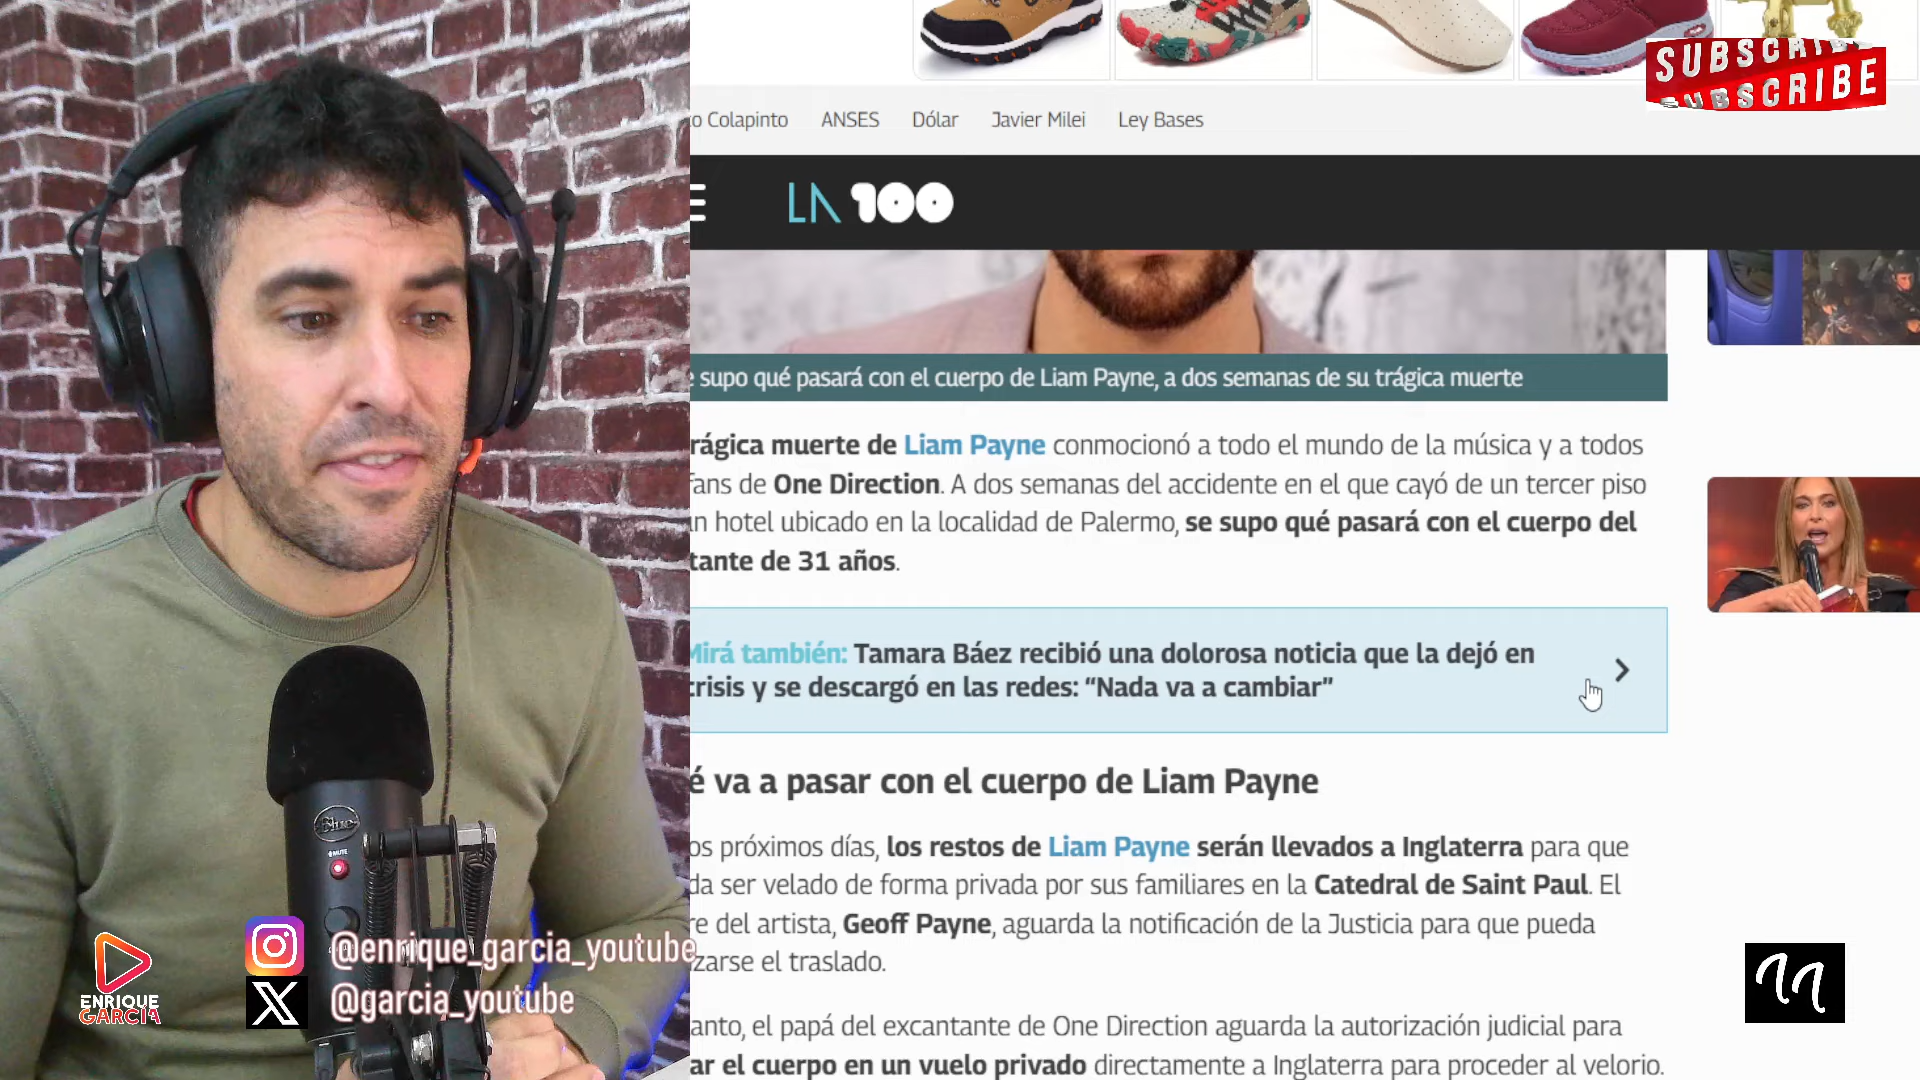 SUBSCRIBE
SUBSCRIBE
o Colapinto ANSES Dólar Javier Milei Ley Bases
LA 100
e supo qué pasará con el cuerpo de Liam Payne, a dos semanas de su trágica muerte
rágica muerte de Liam Payne conmocionó a todo el mundo de la música y a todos
fans de One Direction. A dos semanas del accidente en el que cayó de un tercer piso
un hotel ubicado en la localidad de Palermo, se supo qué pasará con el cuerpo del
tante de 31 años.
Mirá también: Tamara Báez recibió una dolorosa noticia que la dejó en
crisis y se descargó en las redes: “Nada va a cambiar”
é va a pasar con el cuerpo de Liam Payne
os próximos días, los restos de Liam Payne serán llevados a Inglaterra para que
da ser velado de forma privada por sus familiares en la Catedral de Saint Paul. El
re del artista, Geoff Payne, aguarda la notificación de la Justicia para que pueda
zarse el traslado.
anto, el papá del excantante de One Direction aguarda la autorización judicial para
ar el cuerpo en un vuelo privado directamente a Inglaterra para proceder al velorio.
Blue
MUTE
@enrique_garcia_youtube
@garcia_youtube
ENRIQUE
GARCIA